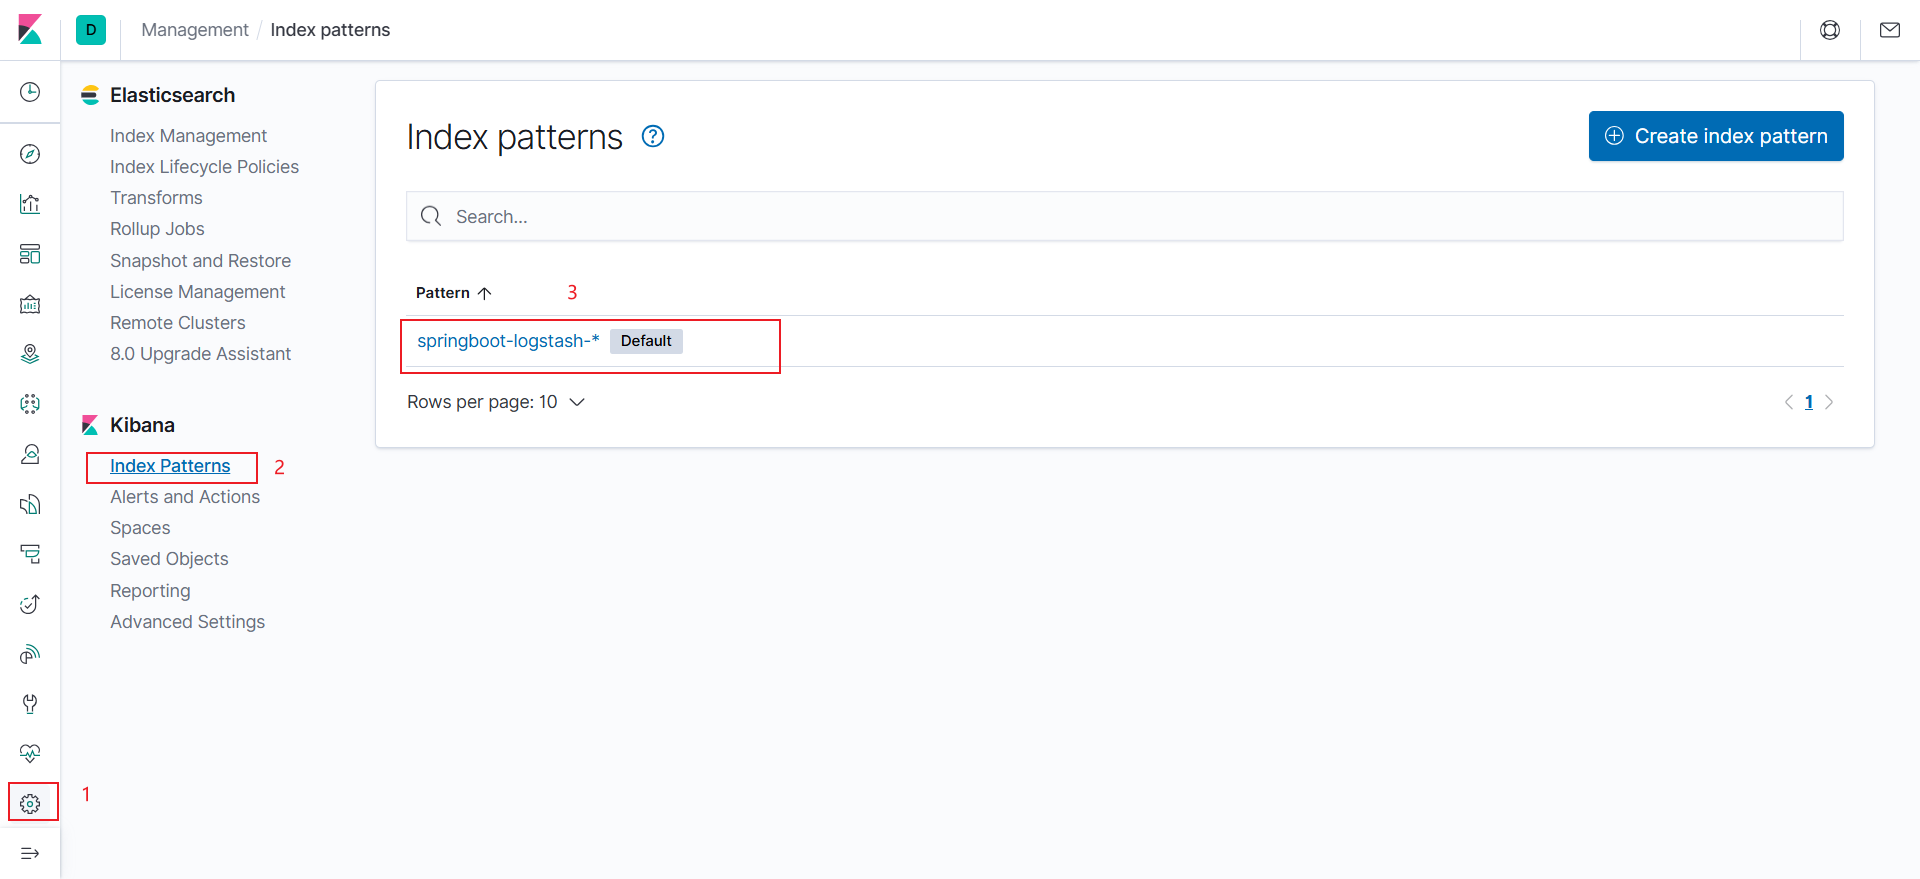 D Management / Index patterns
Elasticsearch
Index Management
Index Lifecycle Policies
Transforms
Rollup Jobs
Snapshot and Restore
License Management
Remote Clusters
8.0 Upgrade Assistant
Kibana
Index Patterns 2
Alerts and Actions
Spaces
Saved Objects
Reporting
Advanced Settings
1
Index patterns
Create index pattern
Search...
Pattern 3
springboot-logstash-* Default
Rows per page: 10
1